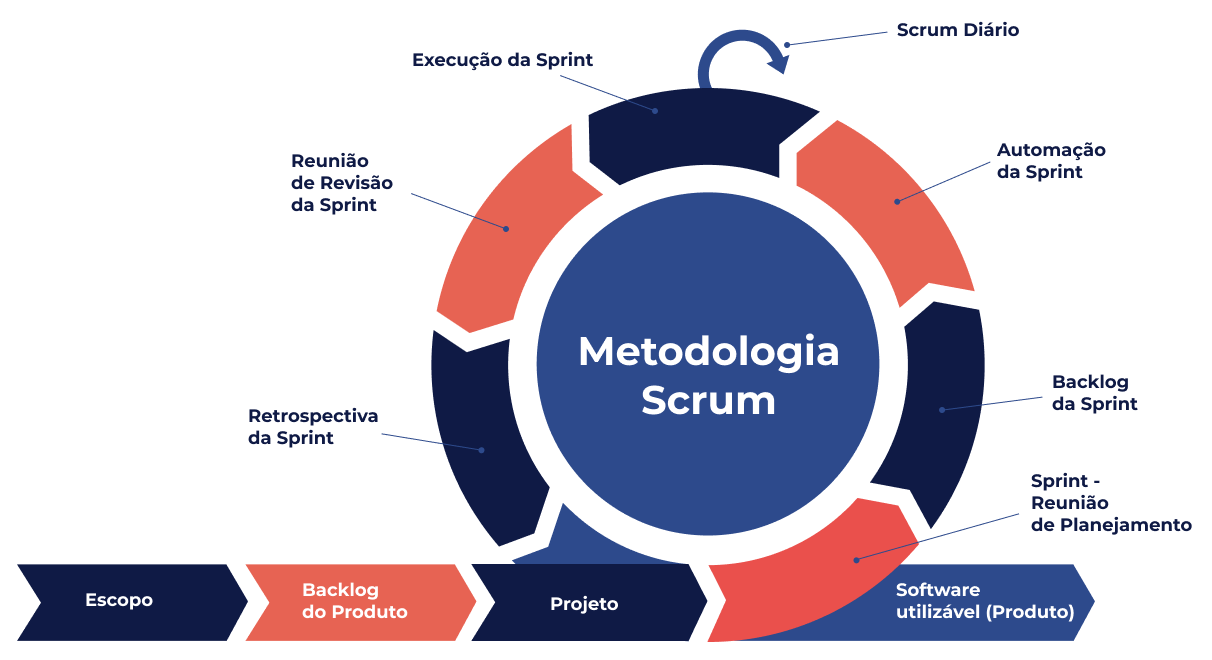 Scrum Diário
Execução da Sprint
Automação
da Sprint
Reunião
de Revisão
da Sprint
Metodologia
Scrum
Backlog
da Sprint
Retrospectiva
da Sprint
Sprint -
Reunião
de Planejamento
Escopo
Backlog
do Produto
Projeto
Software
utilizável (Produto)